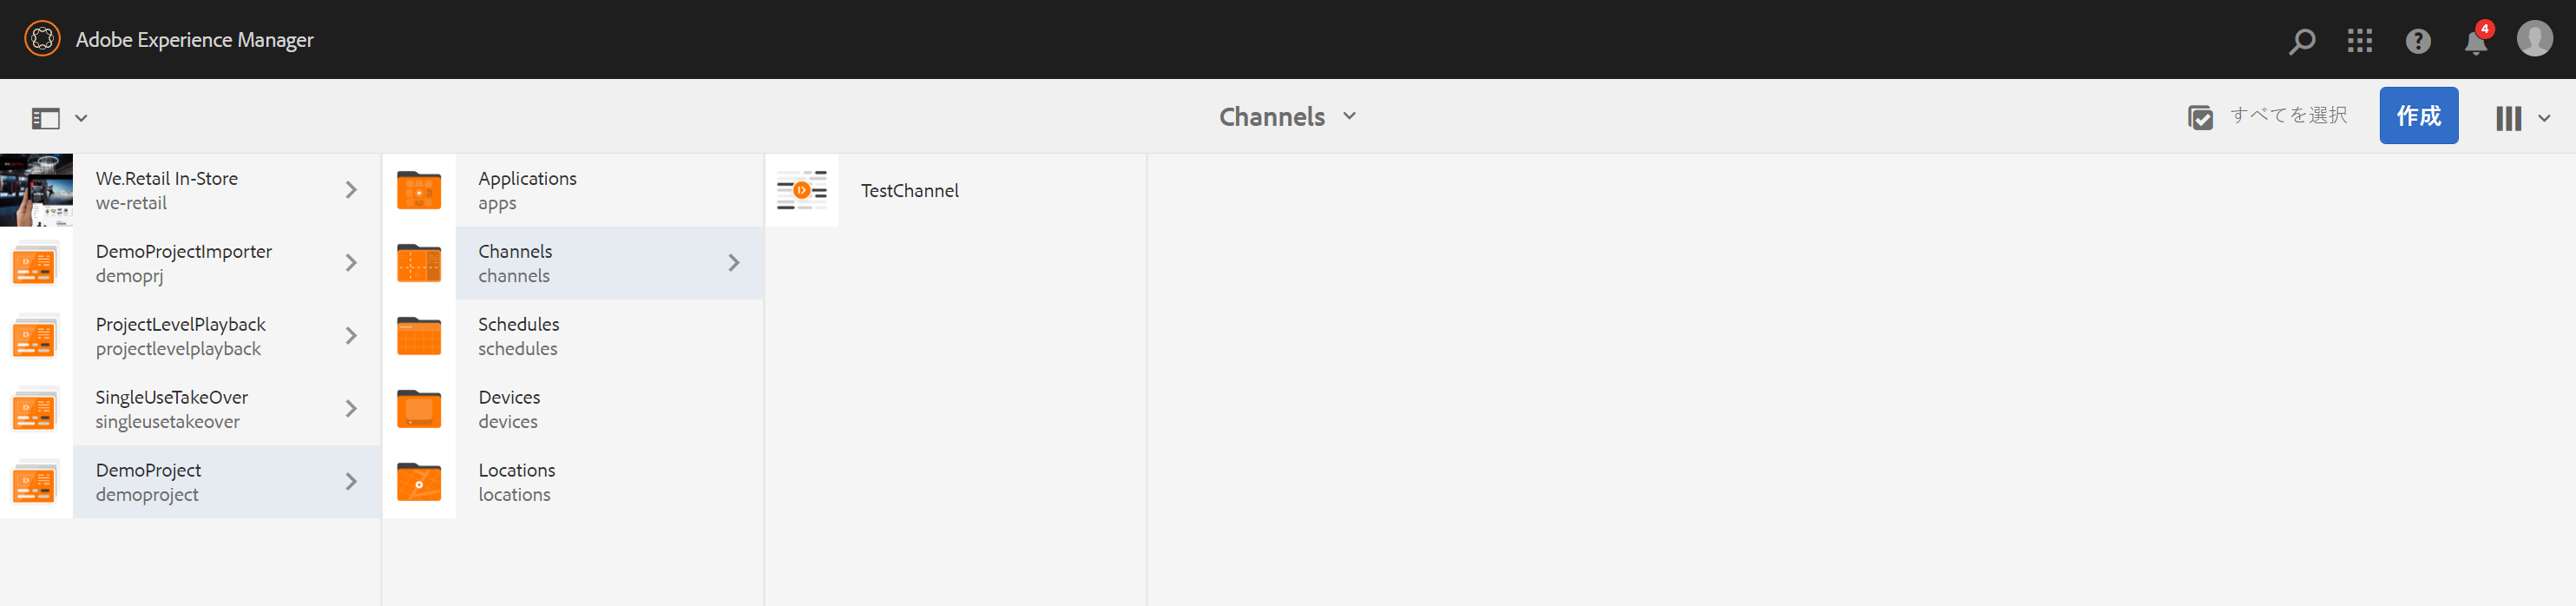 Adobe Experience Manager
4
Channels
すべてを選択
作成
We.Retail In-Store
we-retail
DemoProjectImporter
demoprj
ProjectLevelPlayback
projectlevelplayback
SingleUseTakeOver
singleusetakeover
DemoProject
demoproject
Applications
apps
Channels
channels
Schedules
schedules
Devices
devices
Locations
locations
TestChannel